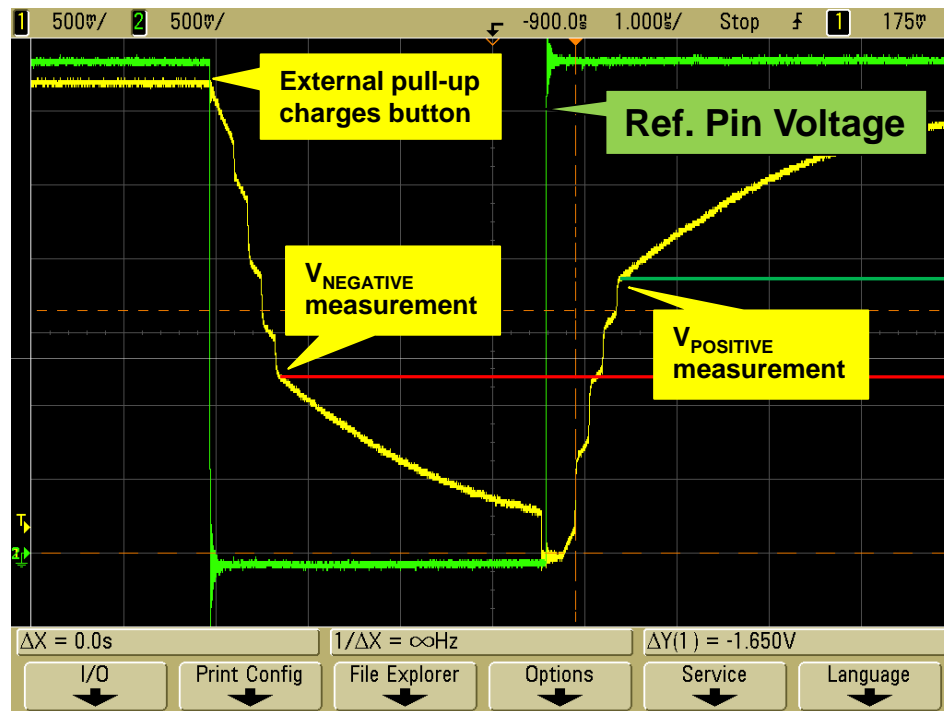 1 500mV/ 2 500mV/ -900.0ns 1.000us/ Stop 1 175mV
External pull-up
charges button
Ref. Pin Voltage
VNEGATIVE
measurement
VPOSITIVE
measurement
T
2
ΔX = 0.0s 1/ΔX = ∞Hz ΔY(1) = -1.650V
I/O Print Config File Explorer Options Service Language